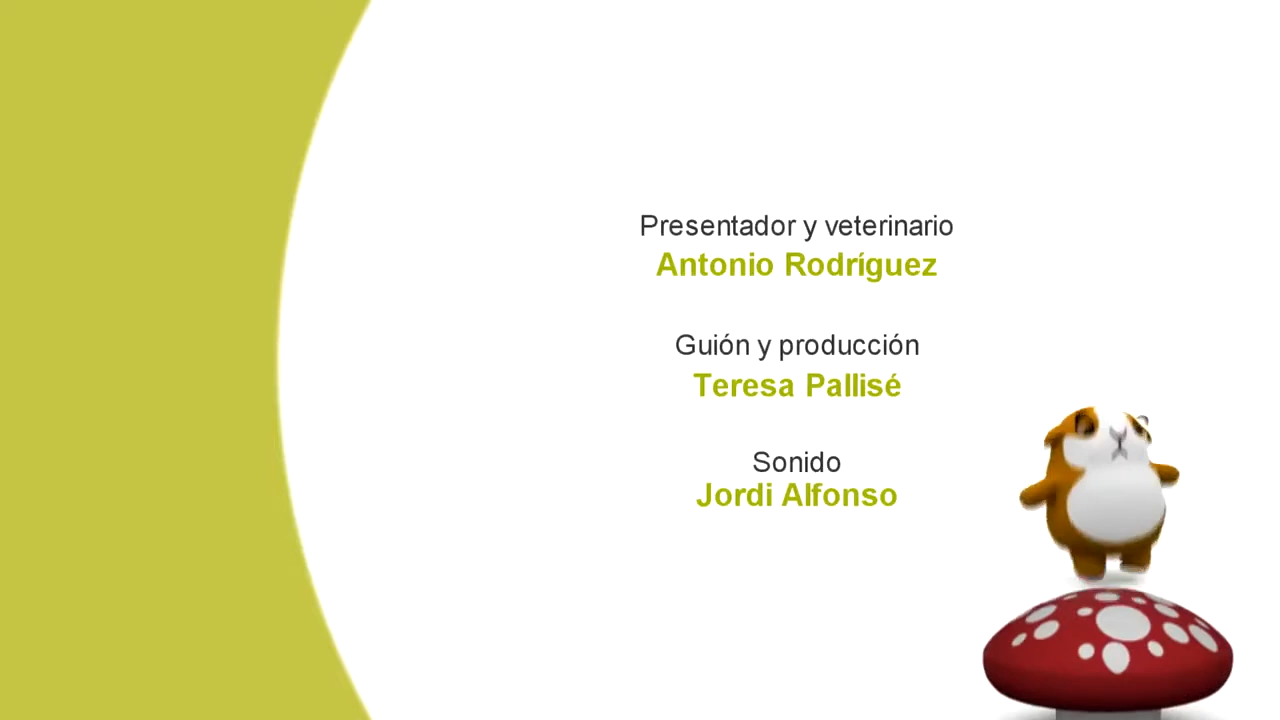 Presentador y veterinario
Antonio Rodríguez
Guión y producción
Teresa Pallisé
Sonido
Jordi Alfonso